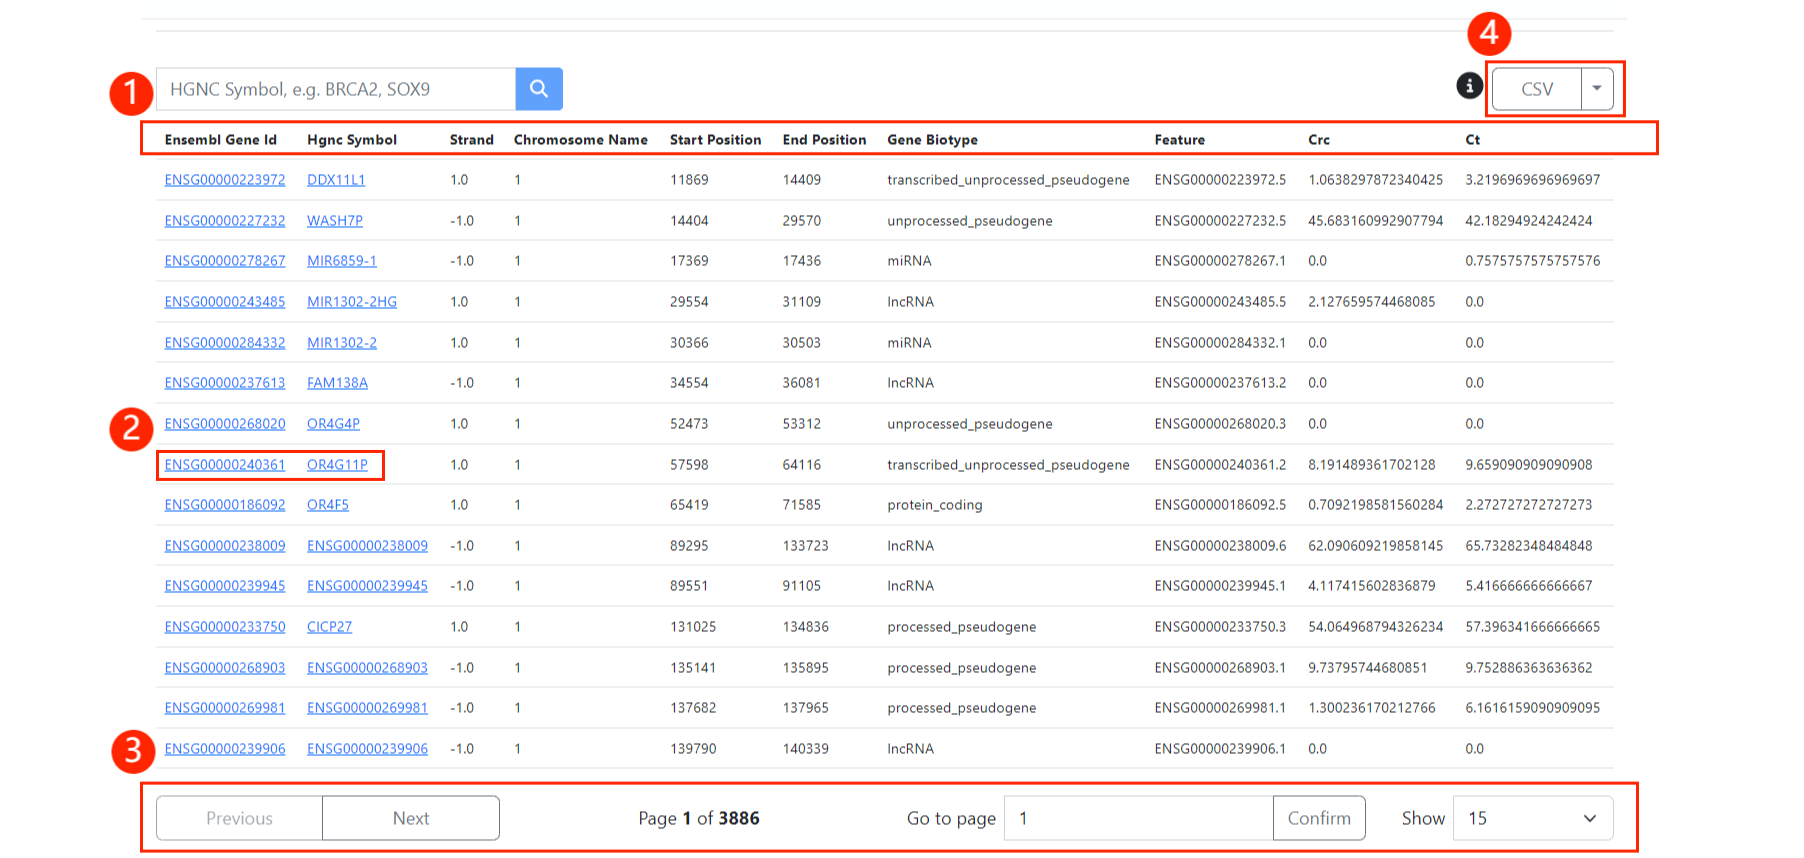 4
1 HGNC Symbol, e.g. BRCA2, SOX9 i CSV
Ensembl Gene Id Hgnc Symbol Strand Chromosome Name Start Position End Position Gene Biotype Feature Crc Ct
ENSG00000223972 DDX11L1 1.0 1 11869 14409 transcribed_unprocessed_pseudogene ENSG00000223972.5 1.0638297872340425 3.2196969696969697
ENSG00000227232 WASH7P -1.0 1 14404 29570 unprocessed_pseudogene ENSG00000227232.5 45.683160992907794 42.18294924242424
ENSG00000278267 MIR6859-1 -1.0 1 17369 17436 miRNA ENSG00000278267.1 0.0 0.7575757575757576
ENSG00000243485 MIR1302-2HG 1.0 1 29554 31109 lncRNA ENSG00000243485.5 2.127659574468085 0.0
ENSG00000284332 MIR1302-2 1.0 1 30366 30503 miRNA ENSG00000284332.1 0.0 0.0
ENSG00000237613 FAM138A -1.0 1 34554 36081 lncRNA ENSG00000237613.2 0.0 0.0
2 ENSG00000268020 OR4G4P 1.0 1 52473 53312 unprocessed_pseudogene ENSG00000268020.3 0.0 0.0
ENSG00000240361 OR4G11P 1.0 1 57598 64116 transcribed_unprocessed_pseudogene ENSG00000240361.2 8.191489361702128 9.659090909090908
ENSG00000186092 OR4F5 1.0 1 65419 71585 protein_coding ENSG00000186092.5 0.7092198581560284 2.272727272727273
ENSG00000238009 ENSG00000238009 -1.0 1 89295 133723 lncRNA ENSG00000238009.6 62.090609219858145 65.73282348484848
ENSG00000239945 ENSG00000239945 -1.0 1 89551 91105 lncRNA ENSG00000239945.1 4.117415602836879 5.416666666666667
ENSG00000233750 CICP27 1.0 1 131025 134836 processed_pseudogene ENSG00000233750.3 54.064968794326234 57.396341666666665
ENSG00000268903 ENSG00000268903 -1.0 1 135141 135895 processed_pseudogene ENSG00000268903.1 9.73795744680851 9.752886363636362
ENSG00000269981 ENSG00000269981 -1.0 1 137682 137965 processed_pseudogene ENSG00000269981.1 1.300236170212766 6.1616159090909095
3 ENSG00000239906 ENSG00000239906 -1.0 1 139790 140339 lncRNA ENSG00000239906.1 0.0 0.0
Previous Next Page 1 of 3886 Go to page 1 Confirm Show 15